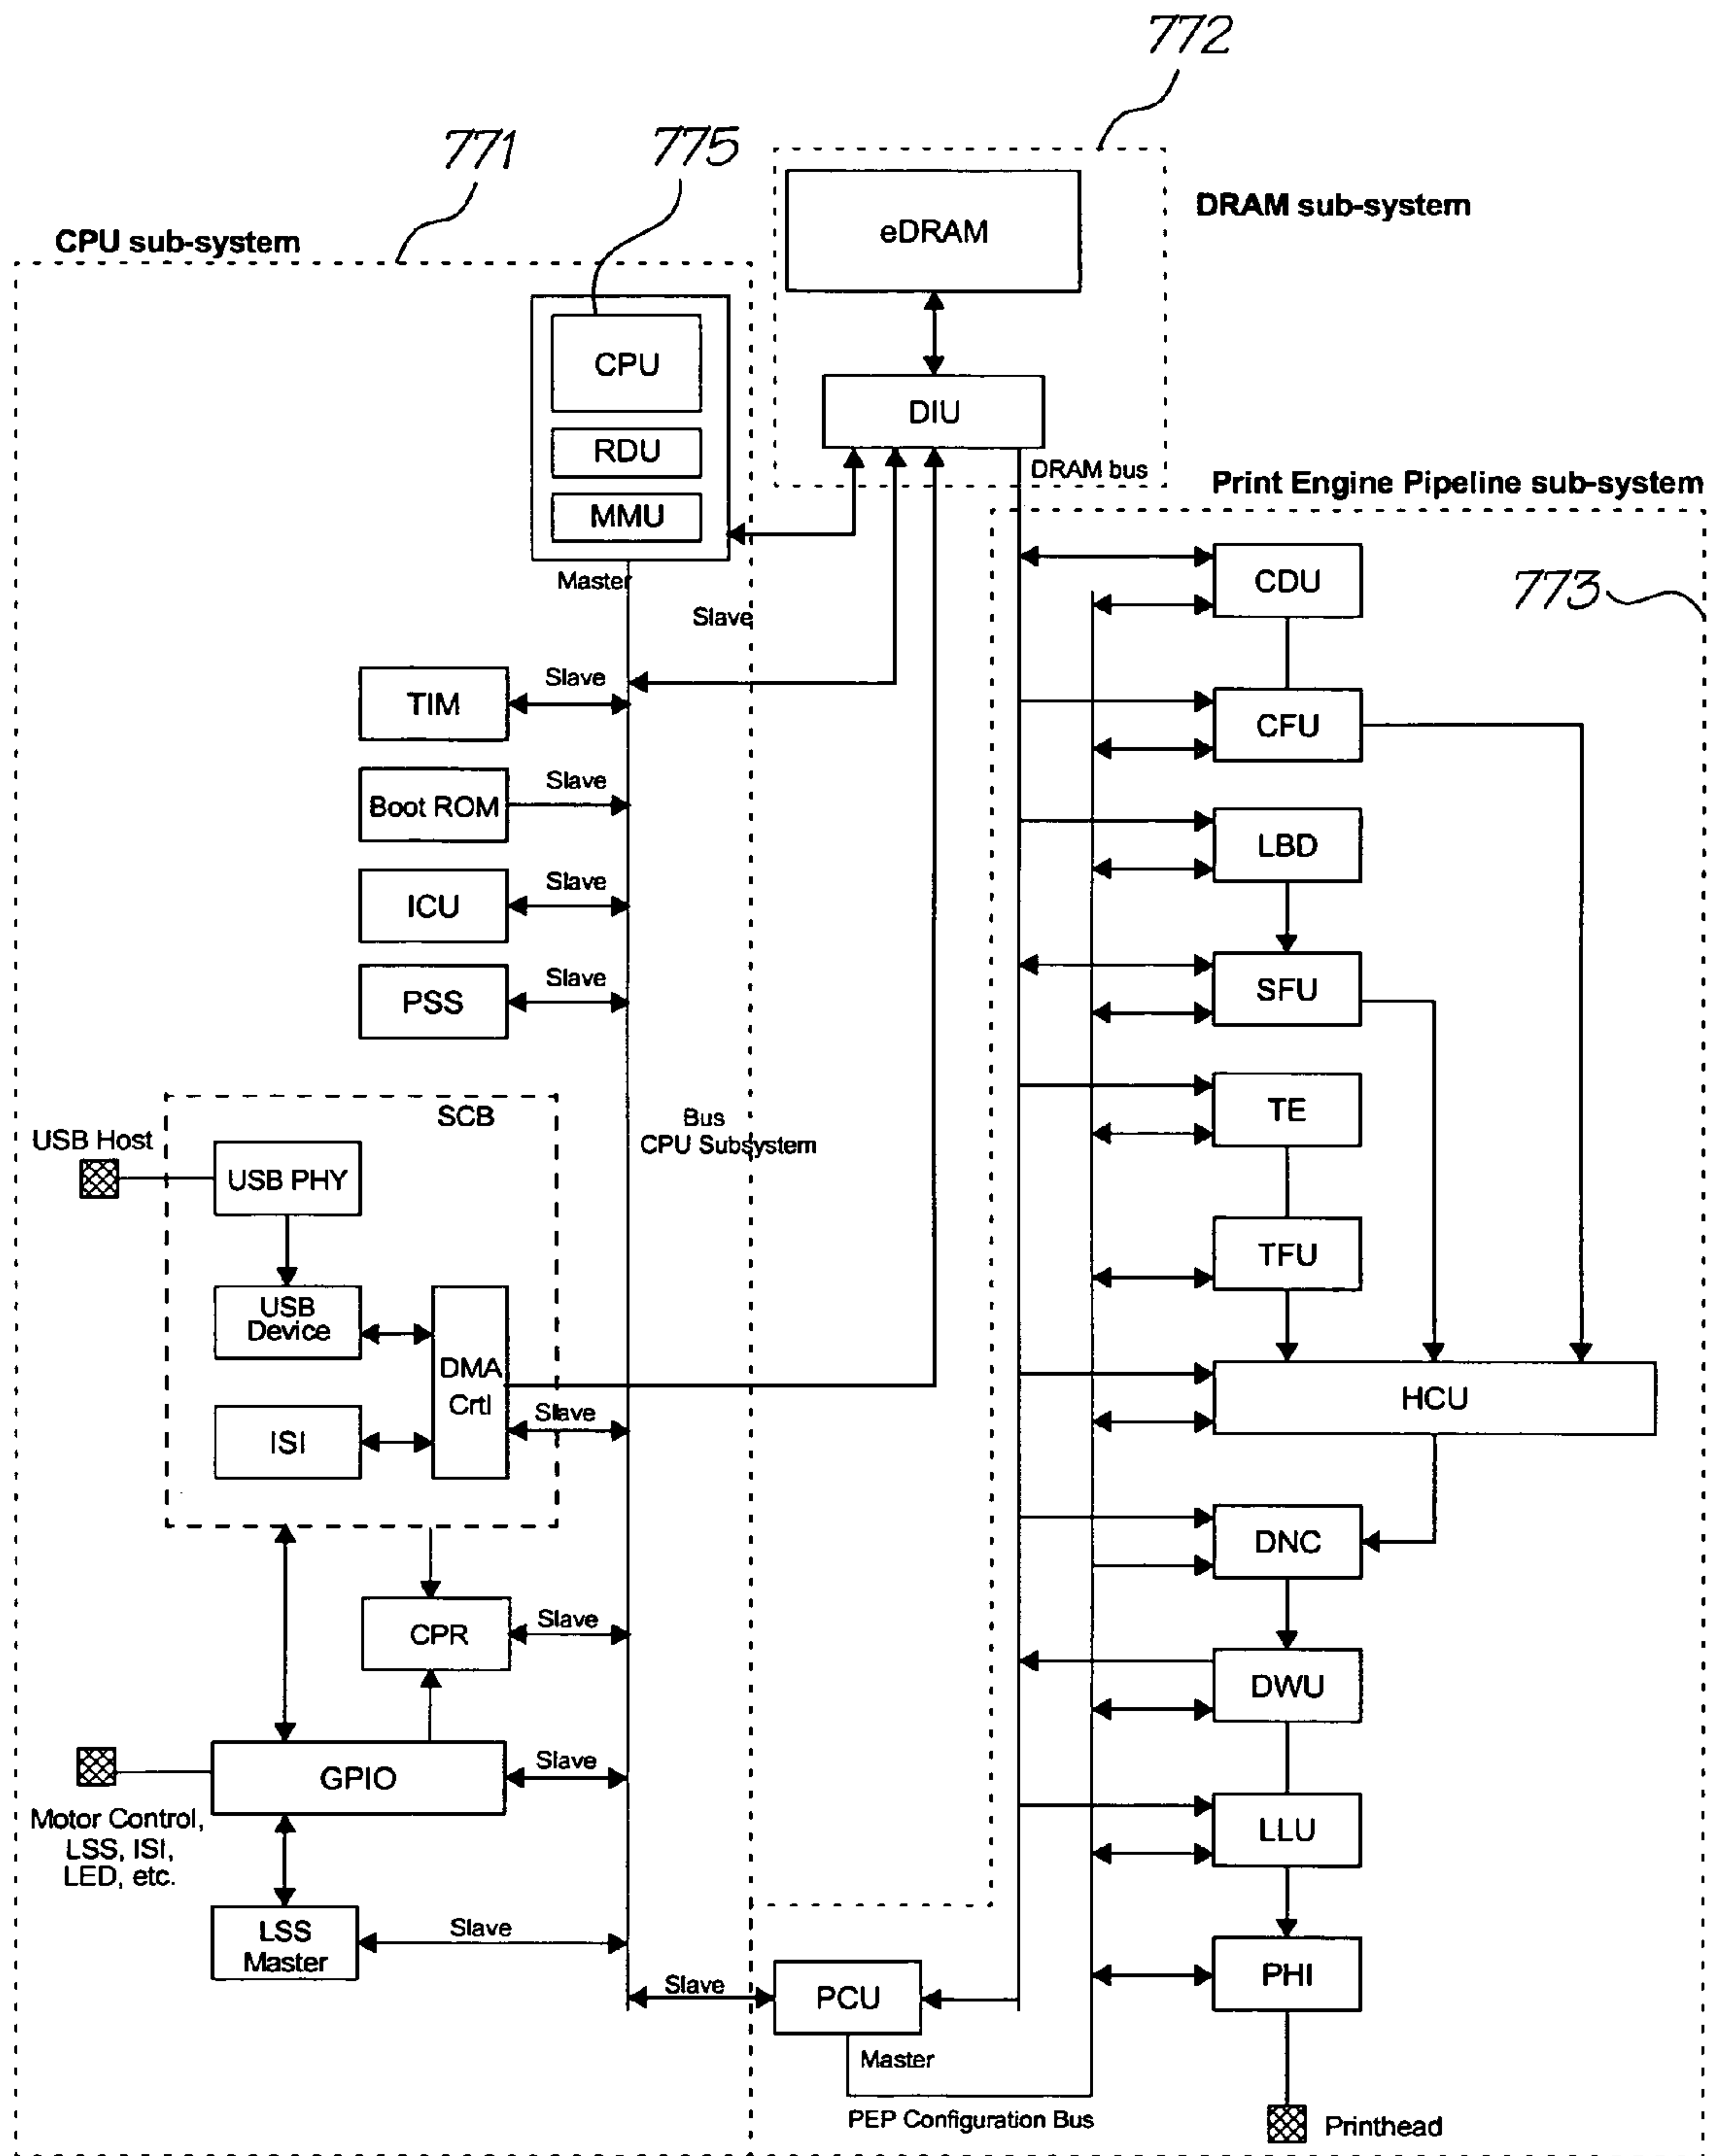 772
771
775
DRAM sub-system
CPU sub-system
eDRAM
CPU
DIU
RDU
MMU
DRAM bus
Print Engine Pipeline sub-system
Master
Slave
CDU
773
TIM
Slave
CFU
Boot ROM
Slave
LBD
ICU
Slave
PSS
Slave
SFU
SCB
TE
USB Host
USB PHY
Bus
CPU Subsystem
TFU
USB
Device
DMA
Crtl
Slave
HCU
ISI
DNC
CPR
Slave
DWU
GPIO
Slave
Motor Control,
LSS, ISI,
LED, etc.
LLU
LSS
Master
Slave
PHI
Slave
PCU
Master
PEP Configuration Bus
Printhead